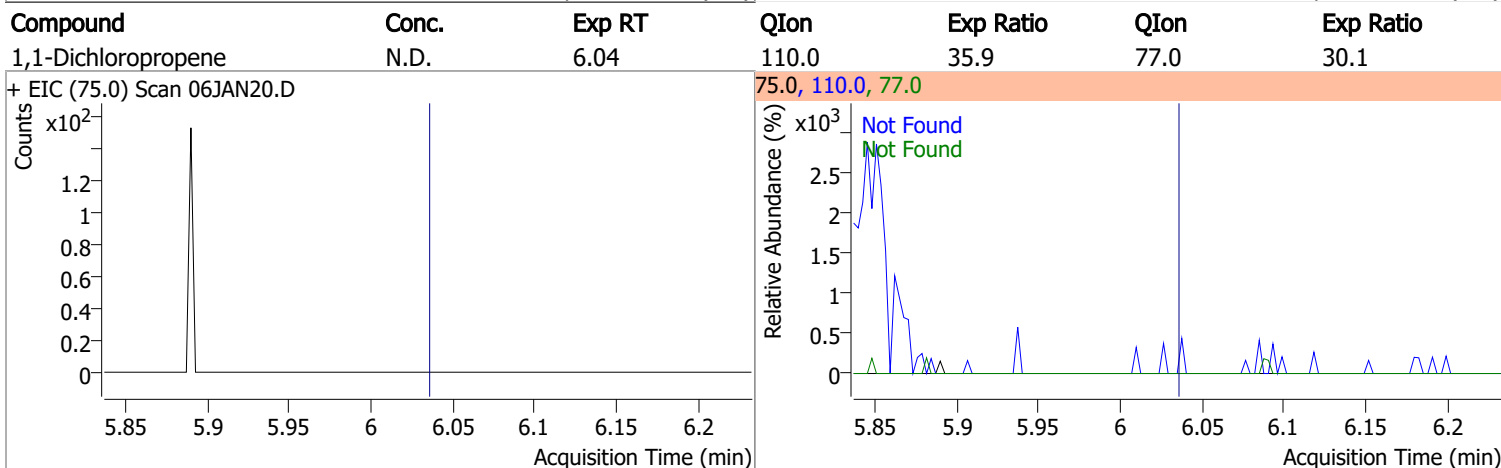 Compound Conc. Exp RT QIon Exp Ratio QIon Exp Ratio
1,1-Dichloropropene N.D. 6.04 110.0 35.9 77.0 30.1
+ EIC (75.0) Scan 06JAN20.D
Counts
x10²
1.2
1
0.8
0.6
0.4
0.2
0
5.85 5.9 5.95 6 6.05 6.1 6.15 6.2
Acquisition Time (min)
75.0, 110.0, 77.0
Relative Abundance (%)
x10³
Not Found
Not Found
2.5
2
1.5
1
0.5
0
5.85 5.9 5.95 6 6.05 6.1 6.15 6.2
Acquisition Time (min)